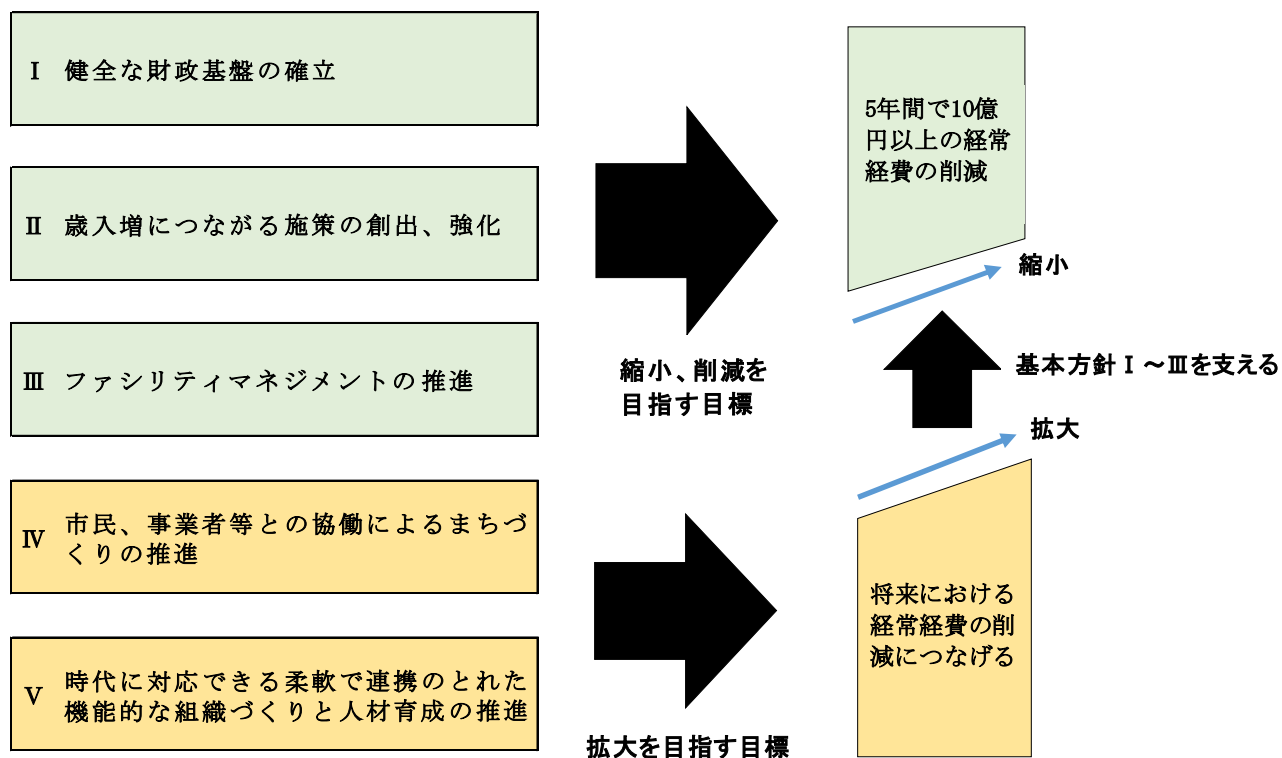 Ⅰ 健全な財政基盤の確立
Ⅱ 歳入増につながる施策の創出、強化
Ⅲ ファシリティマネジメントの推進
Ⅳ 市民、事業者等との協働によるまちづ
くりの推進
Ⅴ 時代に対応できる柔軟で連携のとれた
機能的な組織づくりと人材育成の推進
縮小、削減を
目指す目標
拡大を目指す目標
5年間で10億
円以上の経常
経費の削減
縮小
基本方針Ⅰ～Ⅲを支える
拡大
将来における
経常経費の削
減につなげる